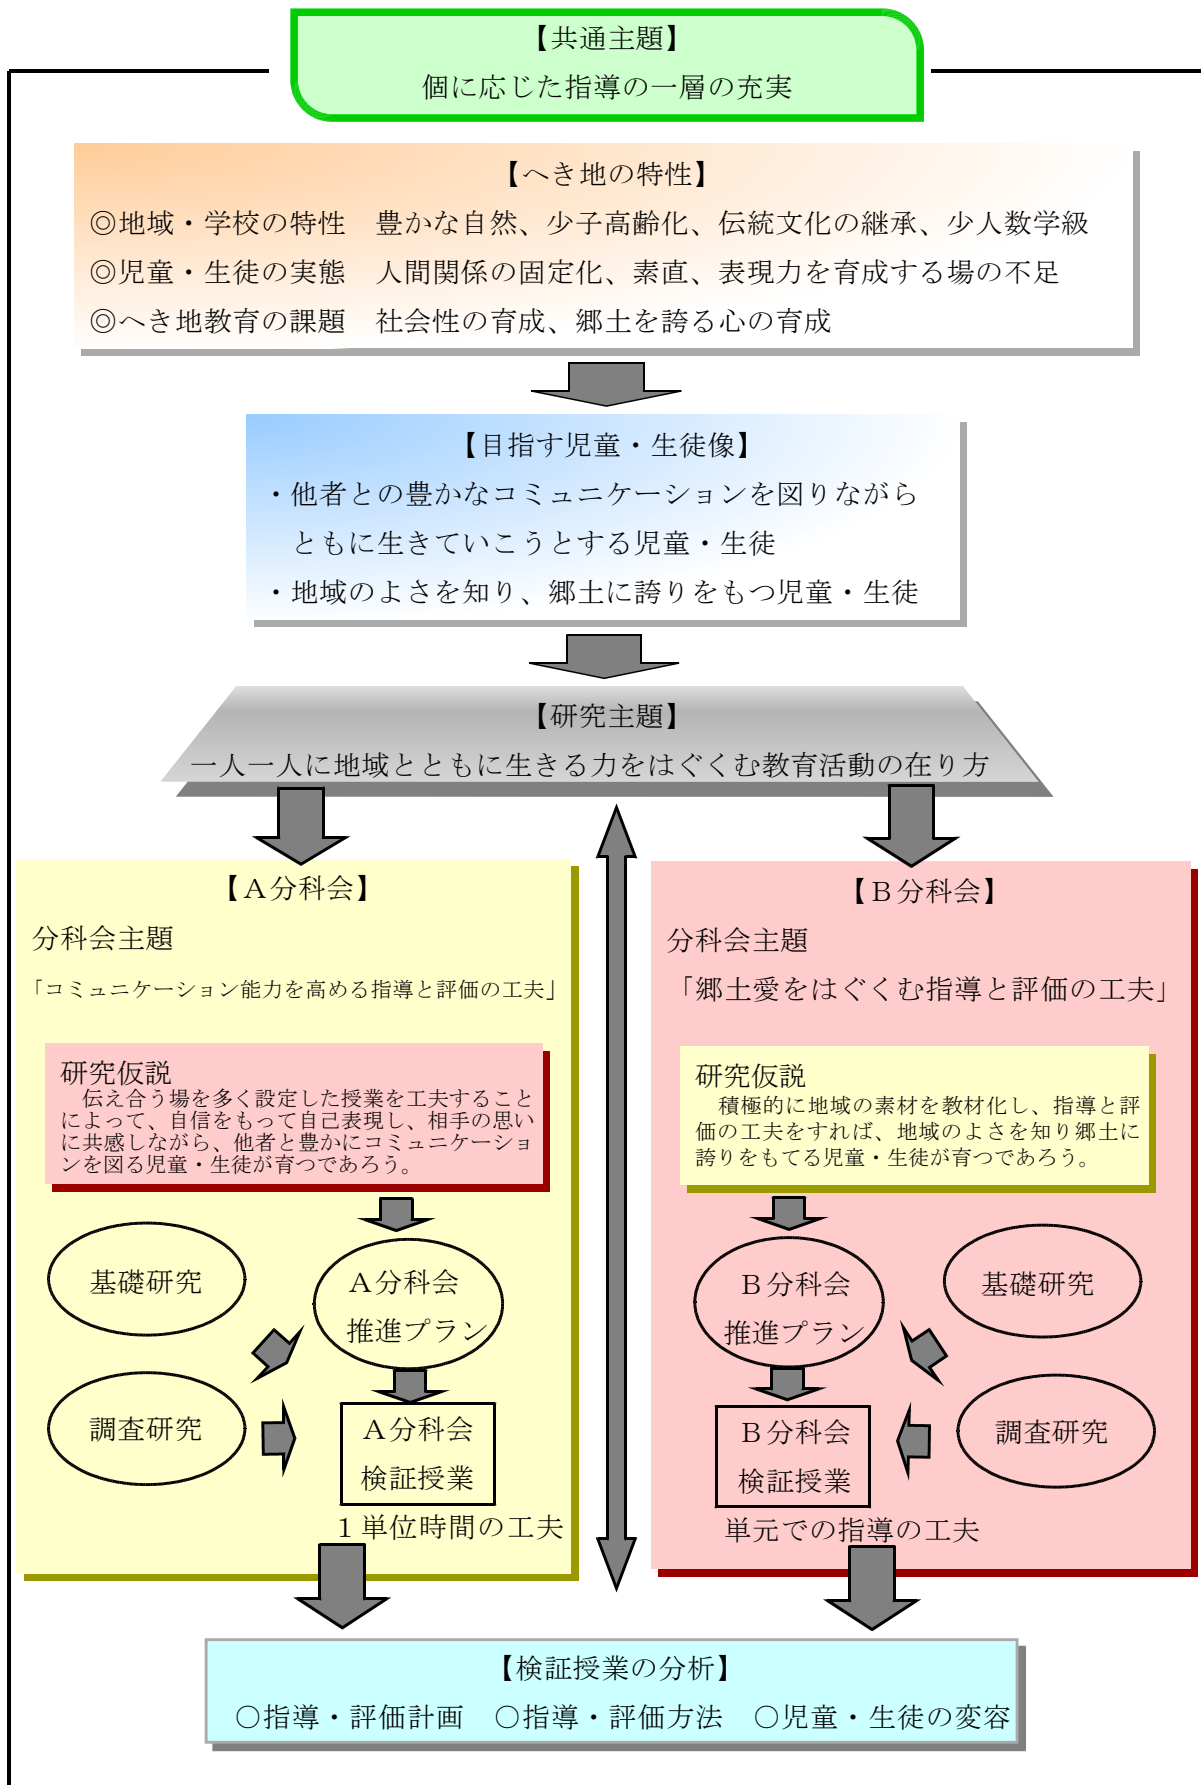 【共通主題】
個に応じた指導の一層の充実
【へき地の特性】
◎地域・学校の特性　豊かな自然、少子高齢化、伝統文化の継承、少人数学級
◎児童・生徒の実態　人間関係の固定化、素直、表現力を育成する場の不足
◎へき地教育の課題　社会性の育成、郷土を誇る心の育成
【目指す児童・生徒像】
・他者との豊かなコミュニケーションを図りながら
ともに生きていこうとする児童・生徒
・地域のよさを知り、郷土に誇りをもつ児童・生徒
【研究主題】
一人一人に地域とともに生きる力をはぐくむ教育活動の在り方
【Ａ分科会】
分科会主題
「コミュニケーション能力を高める指導と評価の工夫」
研究仮説
伝え合う場を多く設定した授業を工夫すること
によって、自信をもって自己表現し、相手の思い
に共感しながら、他者と豊かにコミュニケーショ
ンを図る児童・生徒が育つであろう。
基礎研究
Ａ分科会
推進プラン
調査研究
Ａ分科会
検証授業
１単位時間の工夫
【Ｂ分科会】
分科会主題
「郷土愛をはぐくむ指導と評価の工夫」
研究仮説
積極的に地域の素材を教材化し、指導と評
価の工夫をすれば、地域のよさを知り郷土に
誇りをもてる児童・生徒が育つであろう。
Ｂ分科会
推進プラン
基礎研究
Ｂ分科会
検証授業
調査研究
単元での指導の工夫
【検証授業の分析】
○指導・評価計画　○指導・評価方法　○児童・生徒の変容